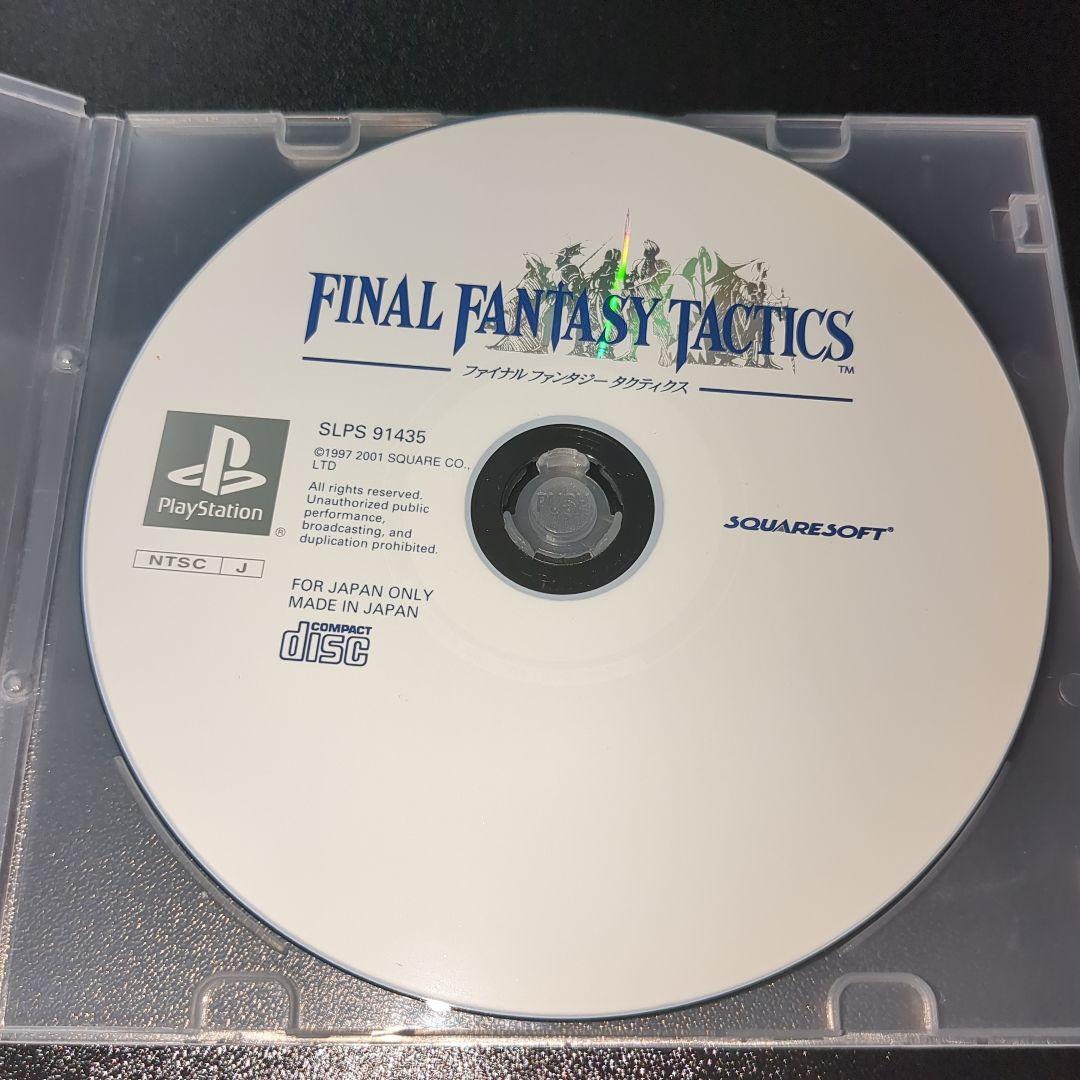 FINAL FANTASY TACTICS™
ファイナルファンタジー タクティクス
SLPS 91435
©1997 2001 SQUARE CO.,
LTD
All rights reserved.
Unauthorized public
performance,
broadcasting, and
duplication prohibited.
PlayStation®
NTSC J
FOR JAPAN ONLY
MADE IN JAPAN
COMPACT
disc
PUSH
SQUARESOFT®